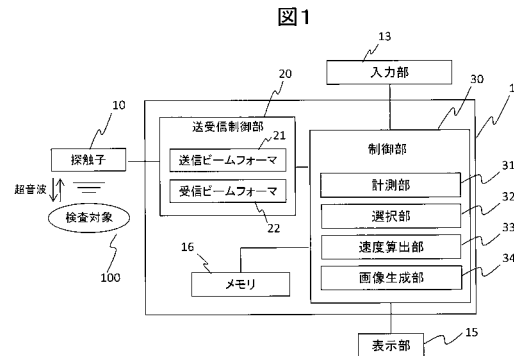 図1
13
入力部
20
30
1
10
送受信制御部
21
制御部
探触子
送信ビームフォーマ
計測部
31
超音波
受信ビームフォーマ
選択部
32
検査対象
22
速度算出部
33
100
16
メモリ
画像生成部
34
表示部
15